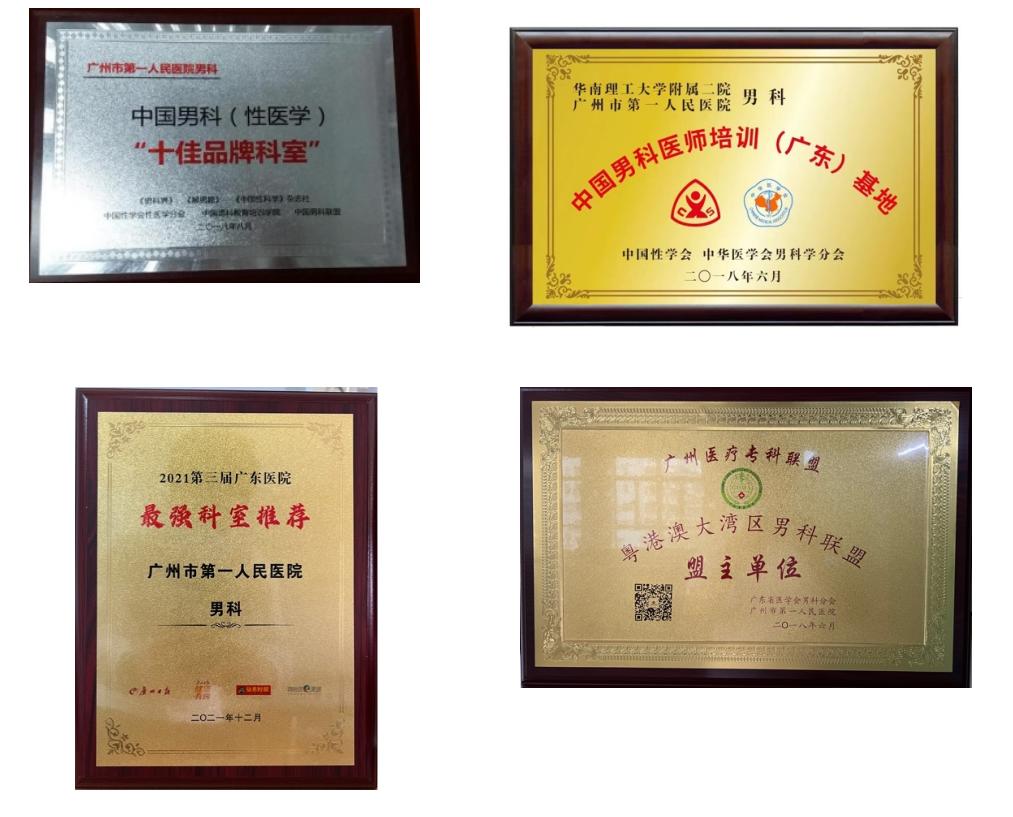 广州市第一人民医院男科
中国男科（性医学）
“十佳品牌科室”
《男科界》 《中国性科学》杂志社
中国性学会性医学分会 中国男科联盟
二〇一八年八月
华南理工大学附属二院
广州市第一人民医院
男科
中国男科医师培训（广东）基地
中国性学会 中华医学会男科学分会
二〇一八年六月
2021第三届广东医院
最强科室推荐
广州市第一人民医院
男科
广州日报
二〇二一年十二月
广州医疗专科联盟
粤港澳大湾区男科联盟
盟主单位
广东省医学会男科分会
广州市第一人民医院
二〇一八年六月